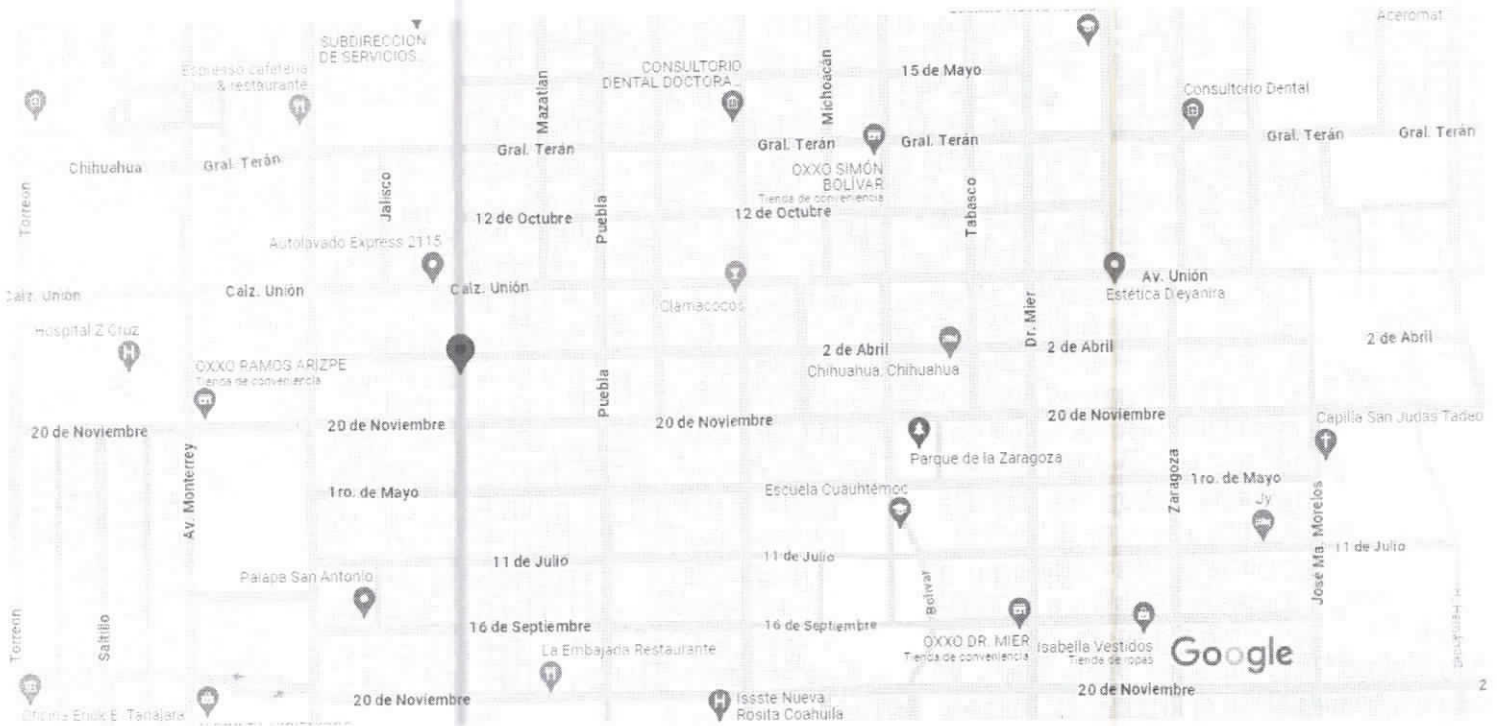 Aceromat
SUBDIRECCION
DE SERVICIOS...
Espresso cafeteria
& restaurante
Mazatlán
CONSULTORIO
DENTAL DOCTORA...
Michoacán
15 de Mayo
Consultorio Dental
Chihuahua
Gral. Terán
Gral. Terán
Gral. Terán
Gral. Terán
Gral. Terán
Gral. Terán
OXXO SIMÓN
BOLÍVAR
Tienda de conveniencia
Torreón
Jalisco
12 de Octubre
Puebla
12 de Octubre
Tabasco
Autolavado Express 2115
Calz. Unión
Calz. Unión
Calz. Unión
Clamacocos
Av. Unión
Estética Deyanira
Dr. Mier
Hospital Z Cruz
OXXO RAMOS ARIZPE
Tienda de conveniencia
2 de Abril
Chihuahua, Chihuahua
2 de Abril
2 de Abril
Puebla
20 de Noviembre
20 de Noviembre
20 de Noviembre
20 de Noviembre
Capilla San Judas Tadeo
Parque de la Zaragoza
Av. Monterrey
1ro. de Mayo
Escuela Cuauhtémoc
Zaragoza
1ro. de Mayo
Jy
José Ma. Morelos
11 de Julio
11 de Julio
11 de Julio
Palapa San Antonio
Bolívar
Torreón
Saltillo
16 de Septiembre
16 de Septiembre
OXXO DR. MIER
Tienda de conveniencia
Isabella Vestidos
Tienda de ropas
Google
La Embajada Restaurante
20 de Noviembre
Issste Nueva
Rosita Coahuila
20 de Noviembre
2